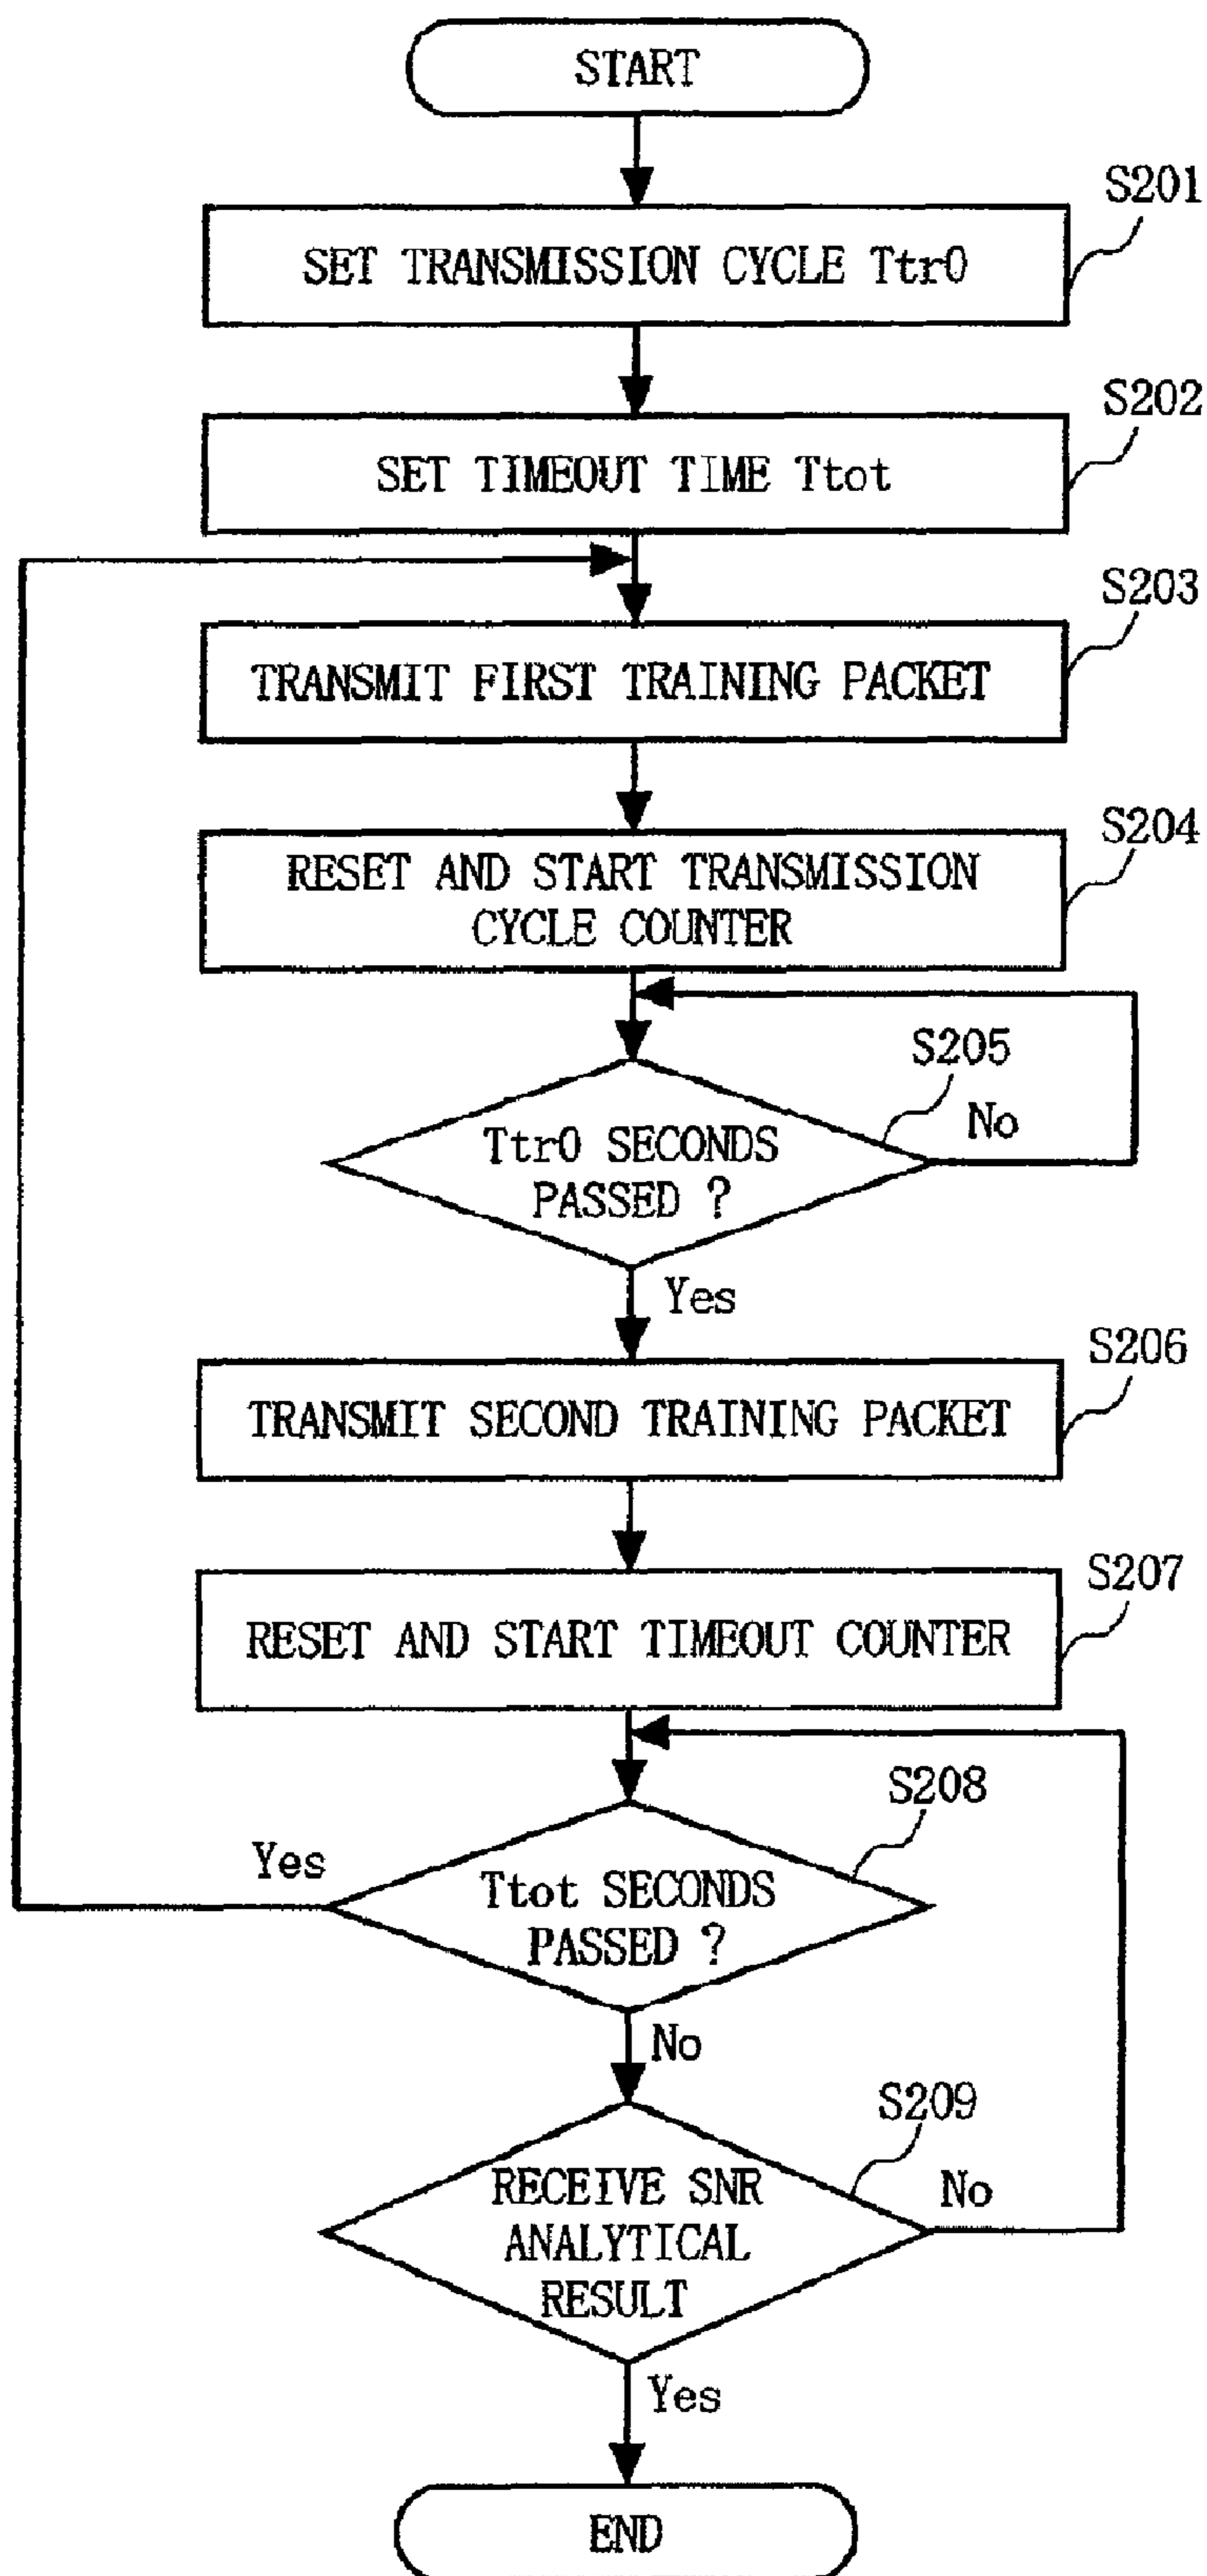 START
S201
SET TRANSMISSION CYCLE Ttr0
S202
SET TIMEOUT TIME Ttot
S203
TRANSMIT FIRST TRAINING PACKET
S204
RESET AND START TRANSMISSION
CYCLE COUNTER
S205
No
Ttr0 SECONDS
PASSED ?
Yes
S206
TRANSMIT SECOND TRAINING PACKET
S207
RESET AND START TIMEOUT COUNTER
S208
Yes
Ttot SECONDS
PASSED ?
No
S209
No
RECEIVE SNR
ANALYTICAL
RESULT
Yes
END